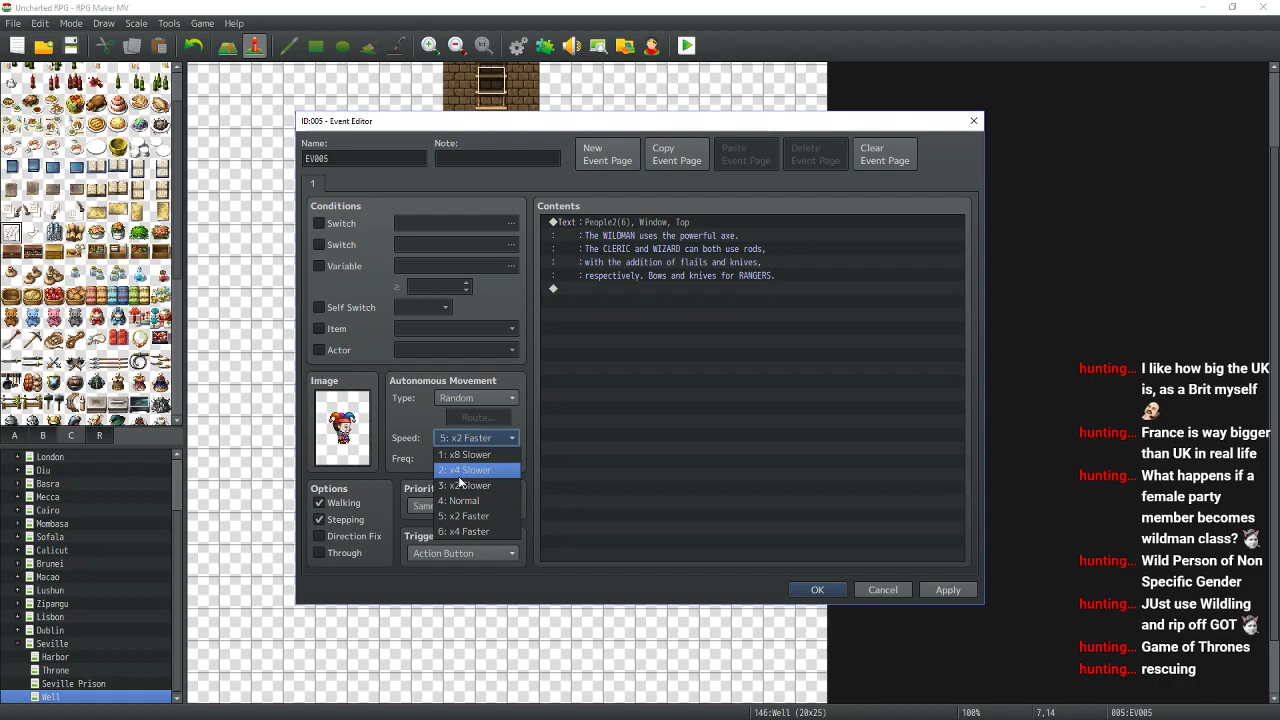 Uncharted RPG - RPG Maker MV
File Edit Mode Draw Scale Tools Game Help
ID:005 - Event Editor
Name:
Note:
EV005
New
Event Page
Copy
Event Page
Paste
Event Page
Delete
Event Page
Clear
Event Page
1
Conditions
Switch
...
Switch
...
Variable
...
≥
Self Switch
Item
Actor
Image
Autonomous Movement
Type:
Random
Route...
Speed:
5: x2 Faster
1: x8 Slower
2: x4 Slower
3: x2 Slower
4: Normal
5: x2 Faster
6: x4 Faster
Freq:
Options
Walking
Stepping
Direction Fix
Through
Action Button
Contents
◆Text : People2(6), Window, Top
: : The WILDMAN uses the powerful axe.
: : The CLERIC and WIZARD can both use rods,
: : with the addition of flails and knives,
: : respectively. Bows and knives for RANGERS.
◆
OK
Cancel
Apply
A B C R
London
Diu
Basra
Mecca
Cairo
Mombasa
Sofala
Calicut
Brunei
Macao
Lushun
Zipangu
Lisbon
Dublin
Seville
Harbor
Throne
Seville Prison
Well
hunting... I like how big the UK
is, as a Brit myself
hunting... France is way bigger
than UK in real life
hunting... What happens if a
female party
member becomes
wildman class?
hunting... Wild Person of Non
Specific Gender
hunting... JUst use Wildling
and rip off GOT
hunting... Game of Thrones
hunting... rescuing
146:Well (20x25)
100%
7,14
005:EV005